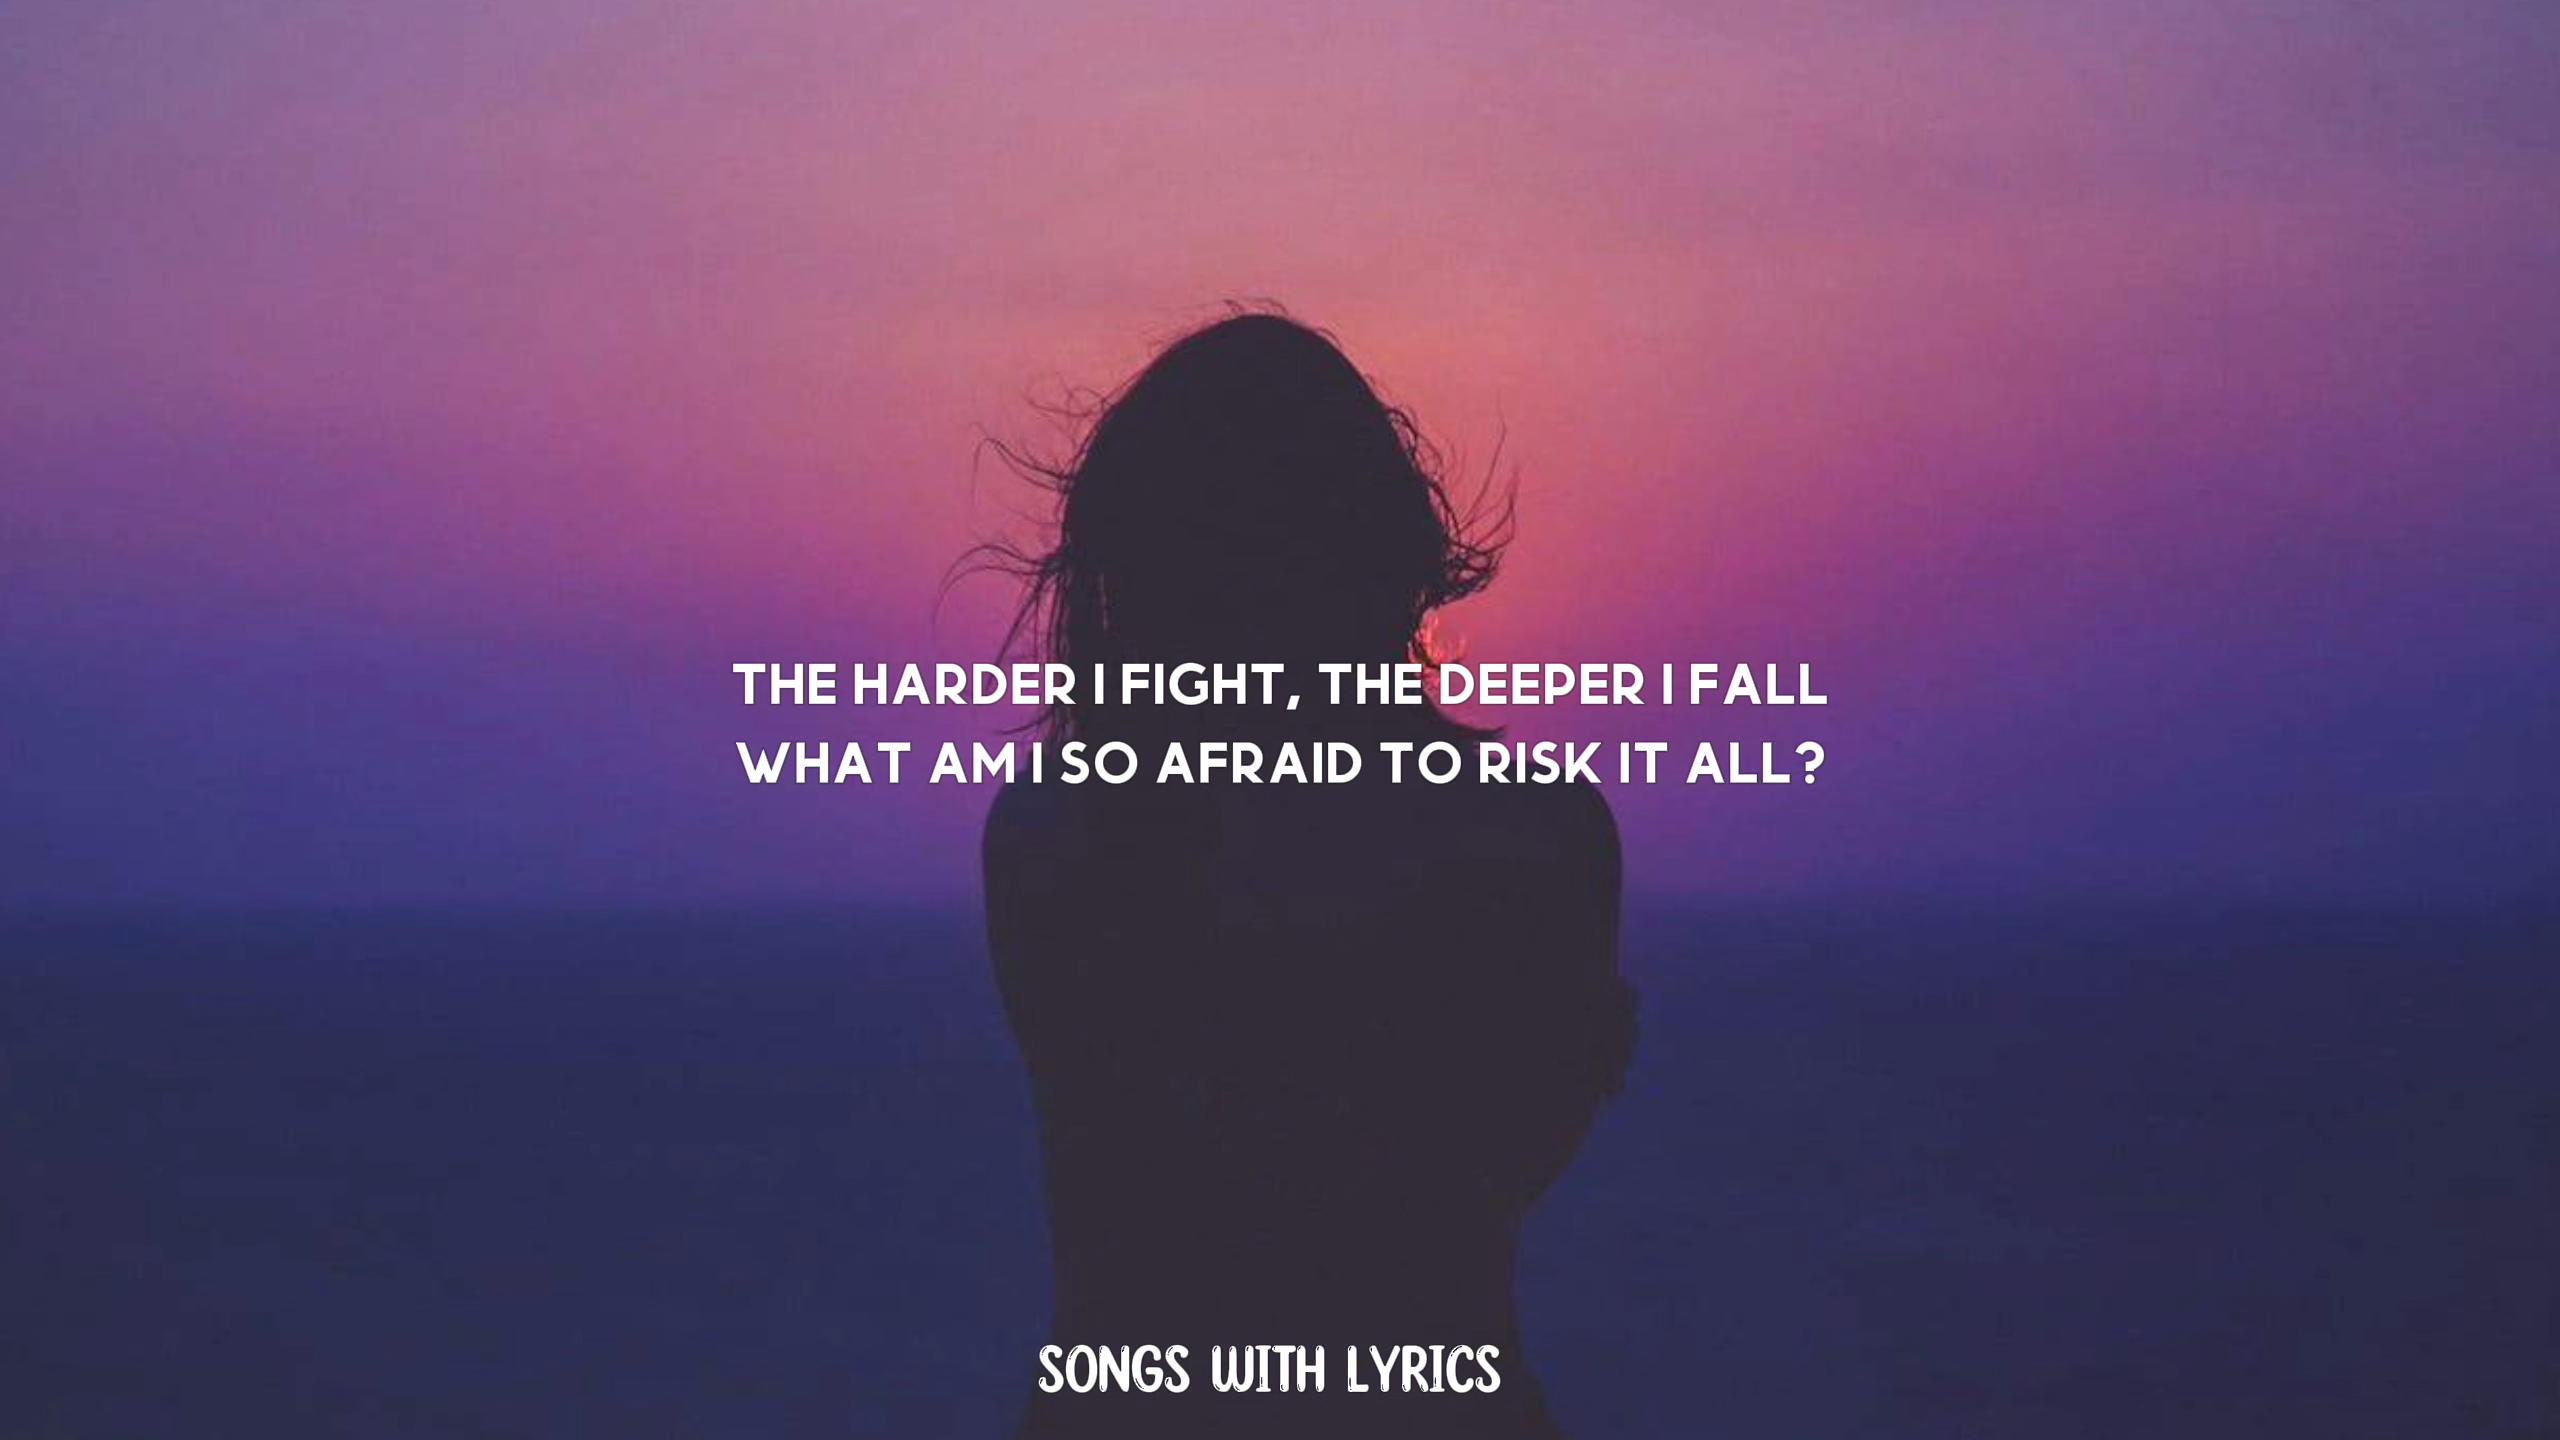 THE HARDER I FIGHT, THE DEEPER I FALL
WHAT AM I SO AFRAID TO RISK IT ALL?
SONGS WITH LYRICS